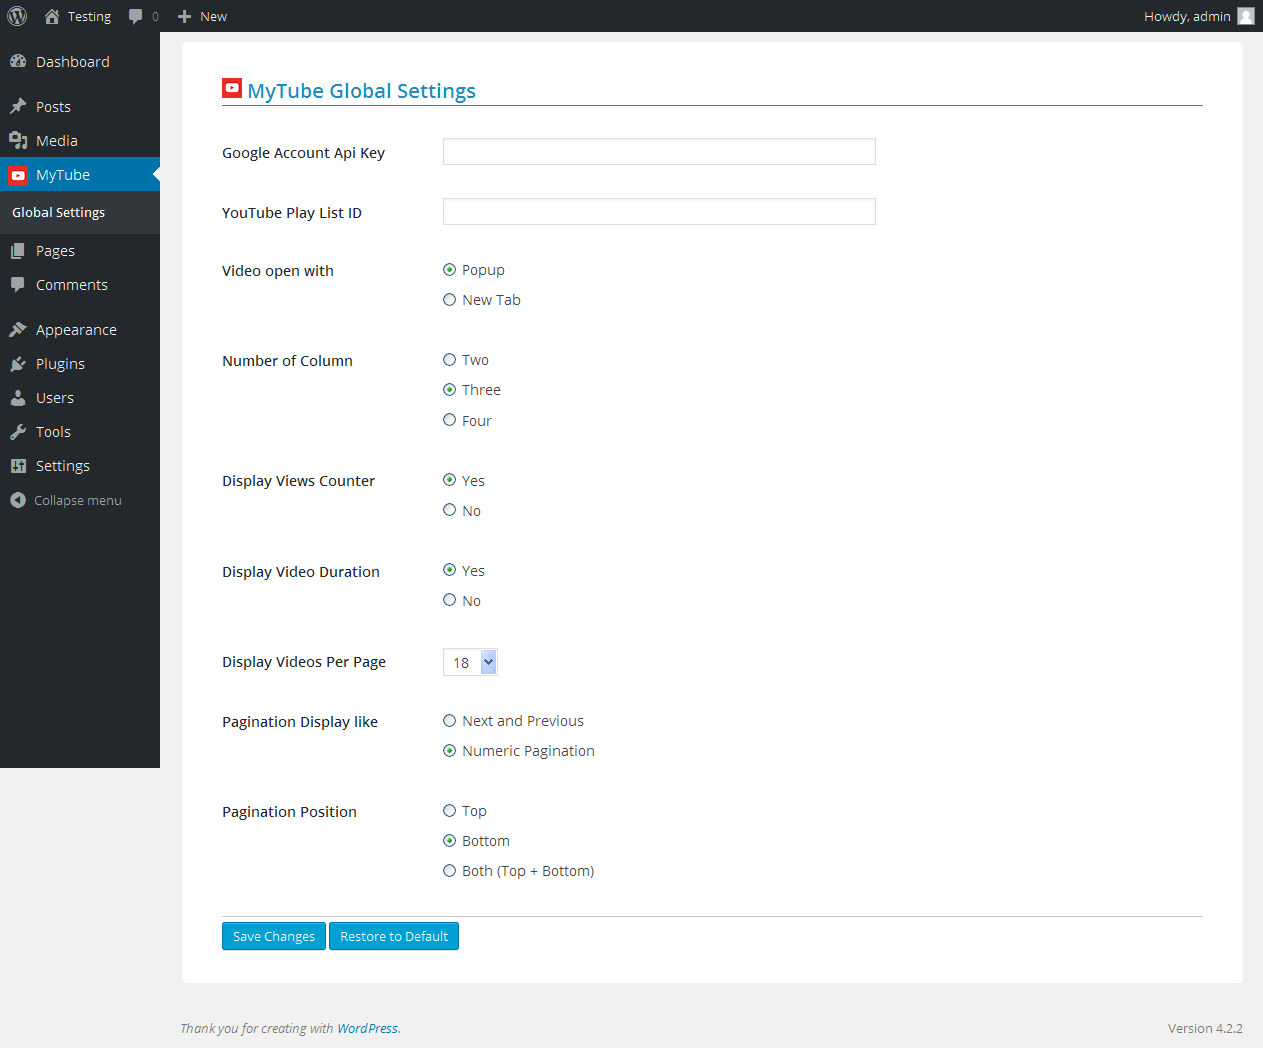 Testing 0 New Howdy, admin
Dashboard
Posts
Media
MyTube
Global Settings
Pages
Comments
Appearance
Plugins
Users
Tools
Settings
Collapse menu
MyTube Global Settings
Google Account Api Key
YouTube Play List ID
Video open with Popup
New Tab
Number of Column Two
Three
Four
Display Views Counter Yes
No
Display Video Duration Yes
No
Display Videos Per Page 18
Pagination Display like Next and Previous
Numeric Pagination
Pagination Position Top
Bottom
Both (Top + Bottom)
Save Changes Restore to Default
Thank you for creating with WordPress. Version 4.2.2